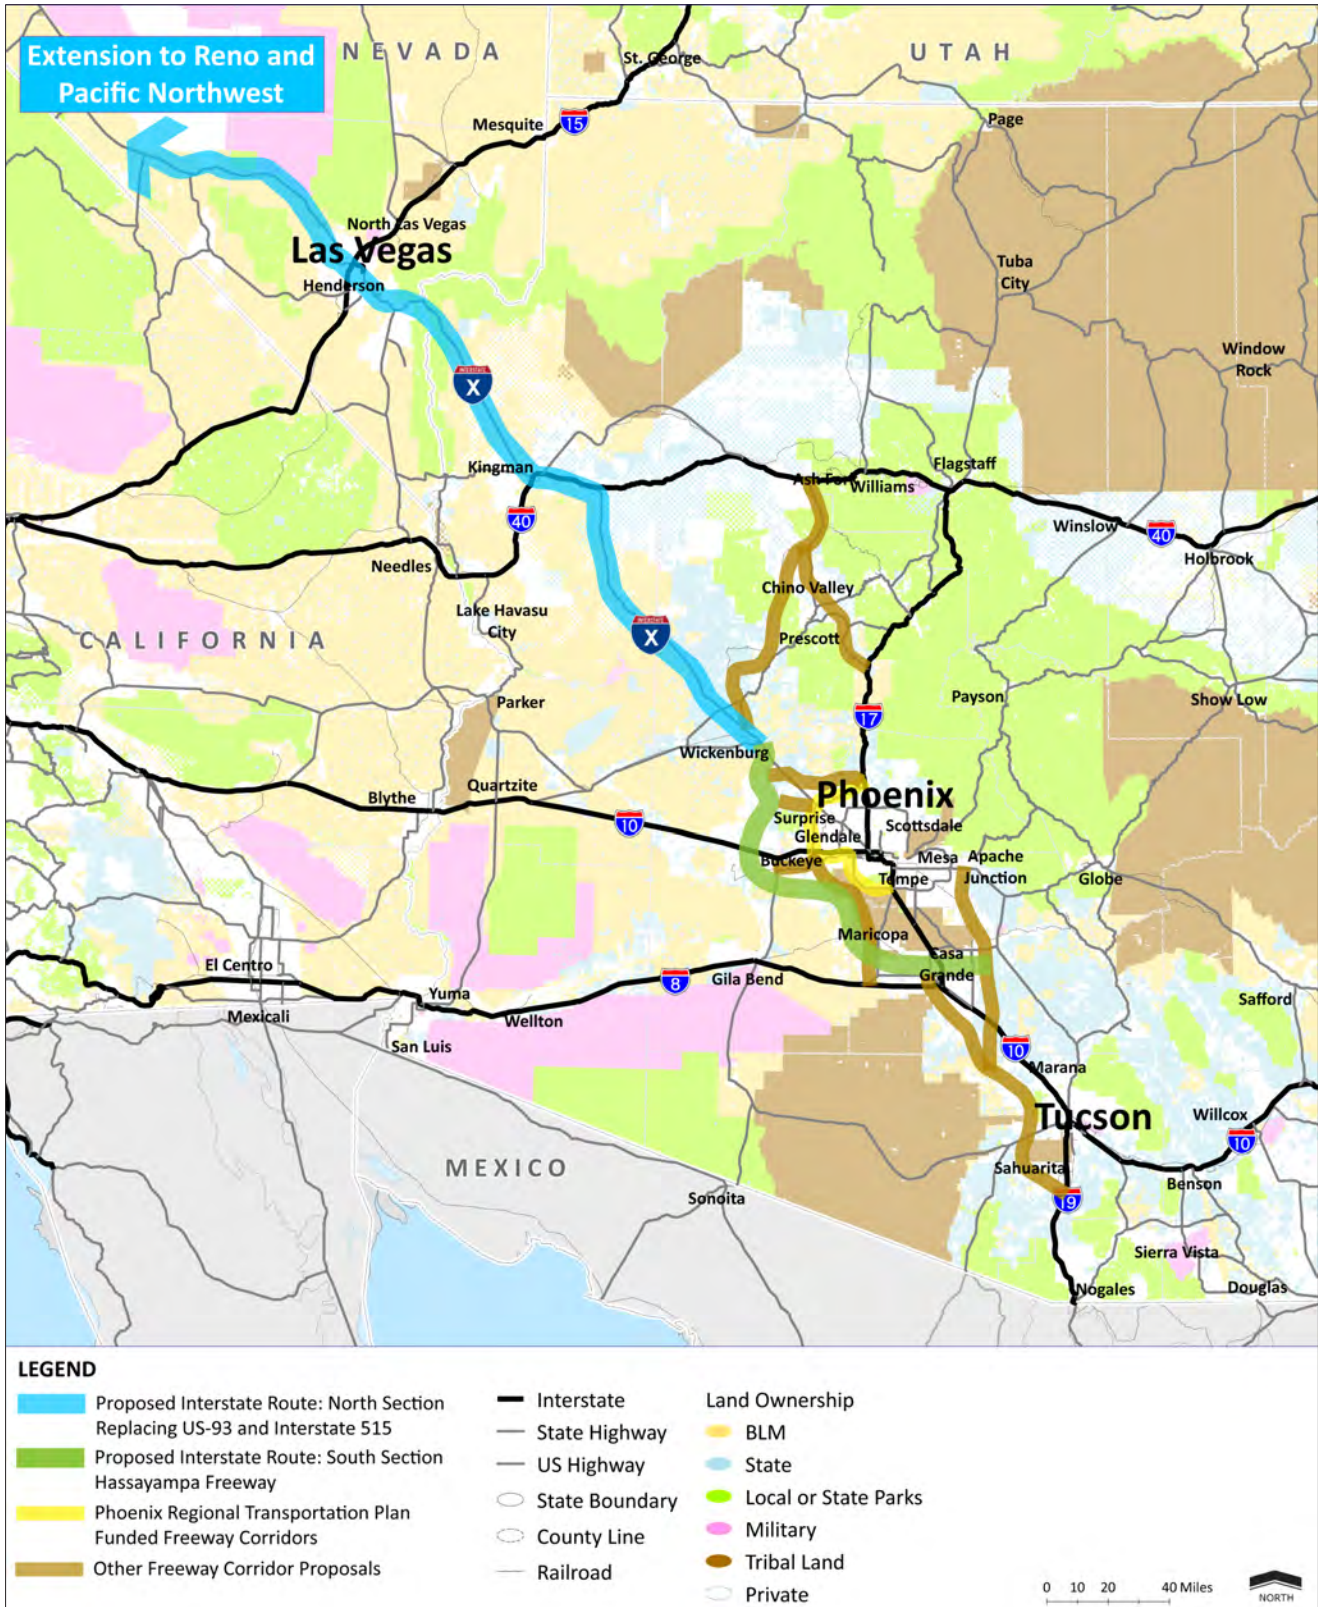 Extension to Reno and
Pacific Northwest
NEVADA
UTAH
St. George
Mesquite
15
Page
North Las Vegas
Las Vegas
Henderson
Tuba
City
Window
Rock
X
Kingman
Ash Fork
Williams
Flagstaff
40
Winslow
40
Holbrook
Needles
Chino Valley
Lake Havasu
City
CALIFORNIA
X
Prescott
Parker
Payson
Show Low
17
Wickenburg
Blythe
Quartzite
10
Phoenix
Surprise
Scottsdale
Glendale
Buckeye
Mesa
Apache
Junction
Tempe
Globe
Maricopa
Casa
Grande
El Centro
8
Gila Bend
Yuma
Mexicali
Wellton
Safford
San Luis
10
Marana
Tucson
Willcox
10
MEXICO
Sahuarita
Benson
Sonoita
19
Sierra Vista
Nogales
Douglas
LEGEND
Proposed Interstate Route: North Section
Replacing US-93 and Interstate 515
Proposed Interstate Route: South Section
Hassayampa Freeway
Phoenix Regional Transportation Plan
Funded Freeway Corridors
Other Freeway Corridor Proposals
Interstate
State Highway
US Highway
State Boundary
County Line
Railroad
Land Ownership
BLM
State
Local or State Parks
Military
Tribal Land
Private
0 10 20 40 Miles
NORTH